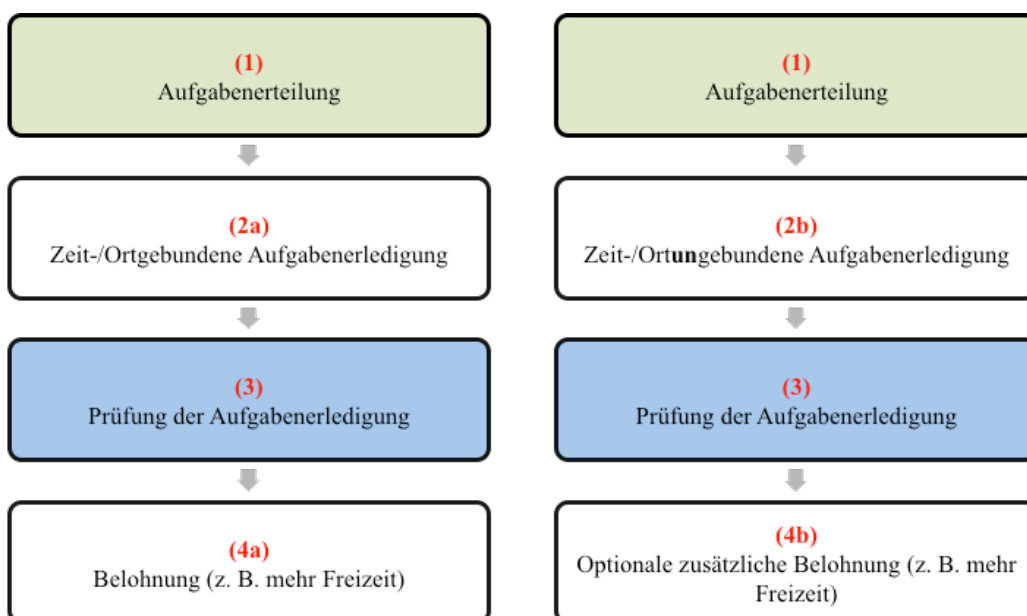 (1)
Aufgabenerteilung
(2a)
Zeit-/Ortgebundene Aufgabenerledigung
(3)
Prüfung der Aufgabenerledigung
(4a)
Belohnung (z. B. mehr Freizeit)
(1)
Aufgabenerteilung
(2b)
Zeit-/Ortungebundene Aufgabenerledigung
(3)
Prüfung der Aufgabenerledigung
(4b)
Optionale zusätzliche Belohnung (z. B. mehr
Freizeit)